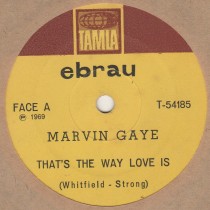 TAMLA
ebrau
FACE A
T-54185
℗ 1969
MARVIN GAYE
THAT'S THE WAY LOVE IS
(Whitfield - Strong)